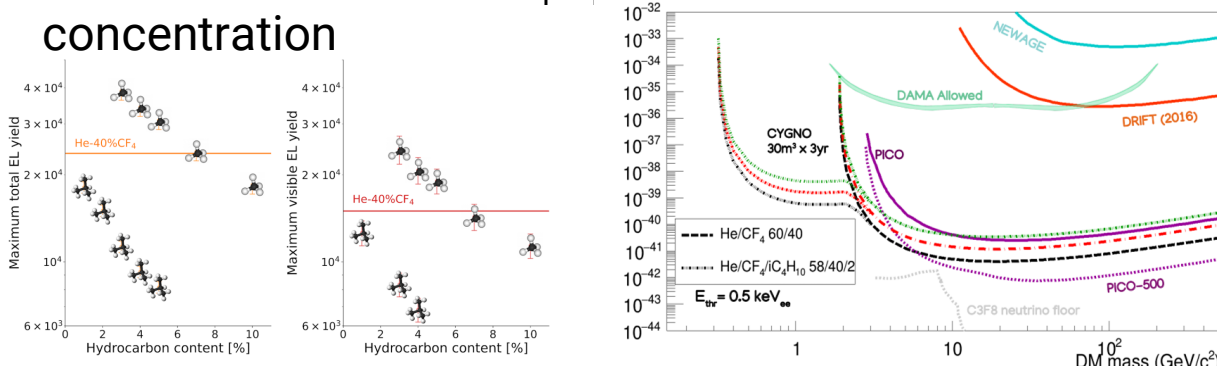 concentration
Maximum total EL yield
4 × 10⁴
3 × 10⁴
2 × 10⁴
10⁴
6 × 10³
He-40%CF₄
0 2 4 6 8 10
Hydrocarbon content [%]
Maximum visible EL yield
4 × 10⁴
3 × 10⁴
2 × 10⁴
10⁴
6 × 10³
He-40%CF₄
0 2 4 6 8 10
Hydrocarbon content [%]
10⁻³²
10⁻³³
10⁻³⁴
10⁻³⁵
10⁻³⁶
10⁻³⁷
10⁻³⁸
10⁻³⁹
10⁻⁴⁰
10⁻⁴¹
10⁻⁴²
10⁻⁴³
10⁻⁴⁴
NEWAGE
DAMA Allowed
DRIFT (2016)
CYGNO
30m³ x 3yr
PICO
He/CF₄ 60/40
He/CF₄/iC₄H₁₀ 58/40/2
Eₜₕᵣ= 0.5 keVₑₑ
PICO-500
C3F8 neutrino floor
1 10 10²
DM mass (GeV/c²